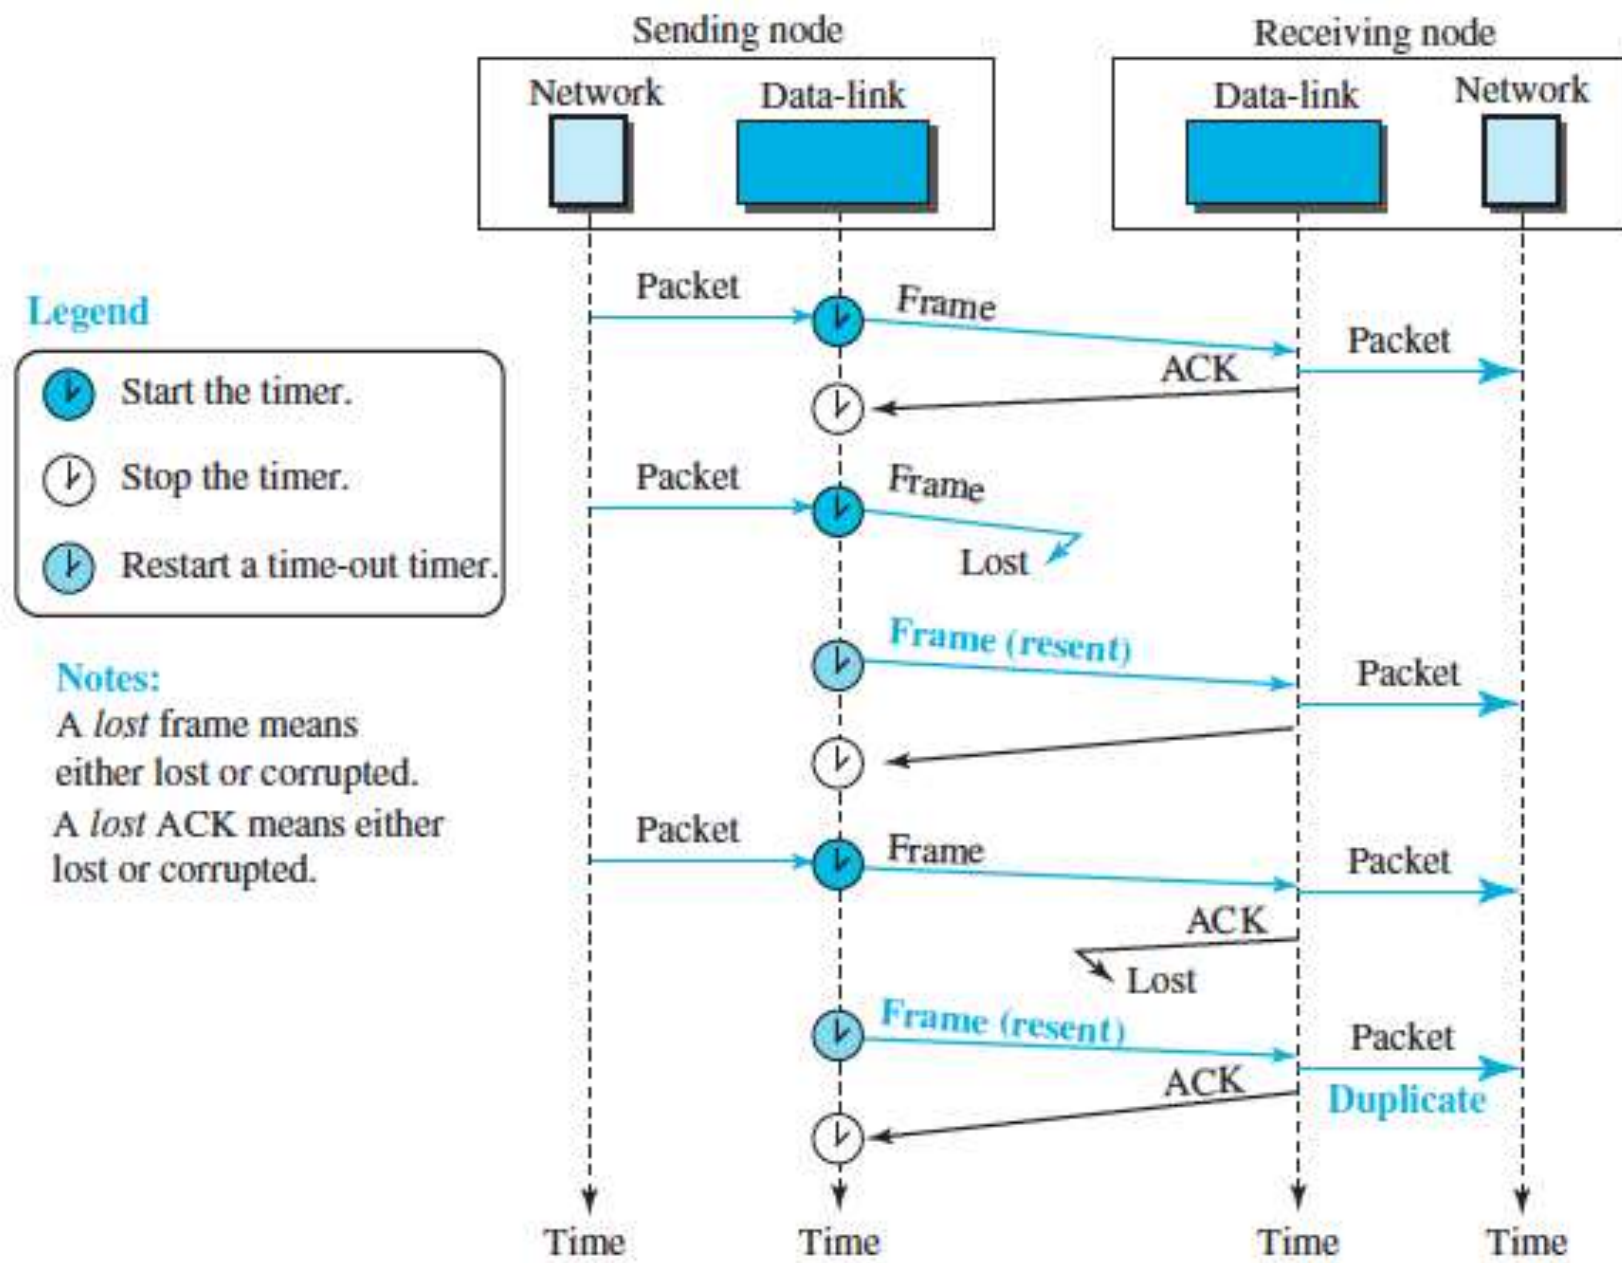 Sending node
Receiving node
Network
Data-link
Data-link
Network
Legend
Start the timer.
Stop the timer.
Restart a time-out timer.
Notes:
A lost frame means
either lost or corrupted.
A lost ACK means either
lost or corrupted.
Packet
Frame
Packet
ACK
Packet
Frame
Lost
Frame (resent)
Packet
Packet
Frame
Packet
ACK
Lost
Frame (resent)
Packet
ACK
Duplicate
Time
Time
Time
Time